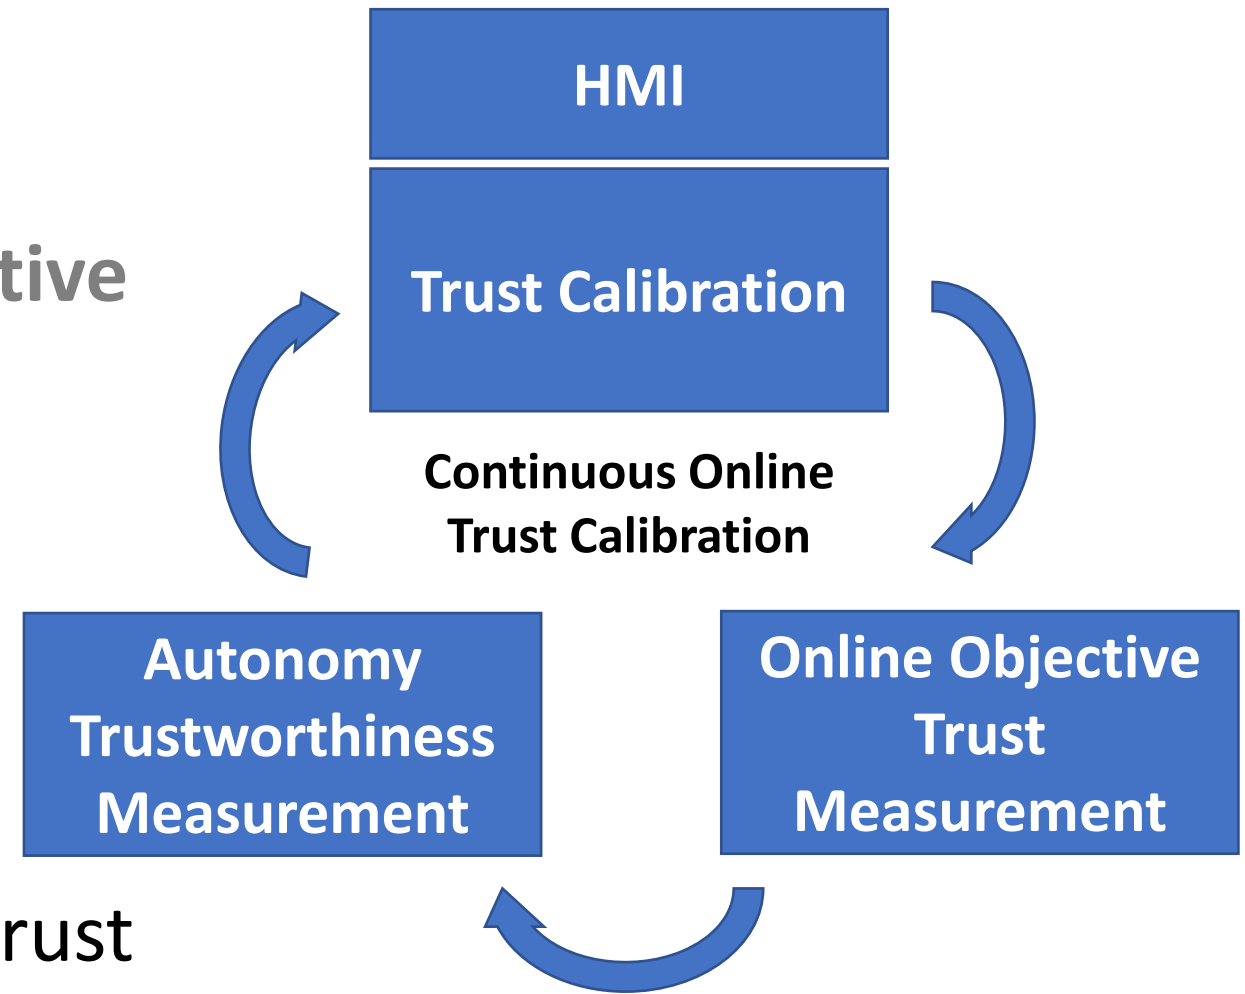 HMI
tive
Trust Calibration
Continuous Online
Trust Calibration
Autonomy
Trustworthiness
Measurement
Online Objective
Trust
Measurement
rust